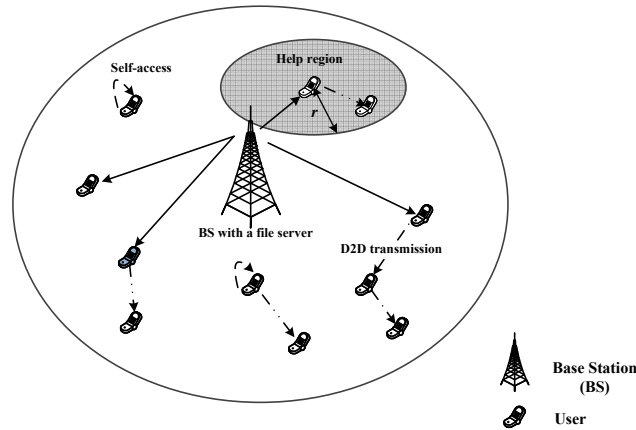 Self-access
Help region
r
BS with a file server
D2D transmission
Base Station
(BS)
User